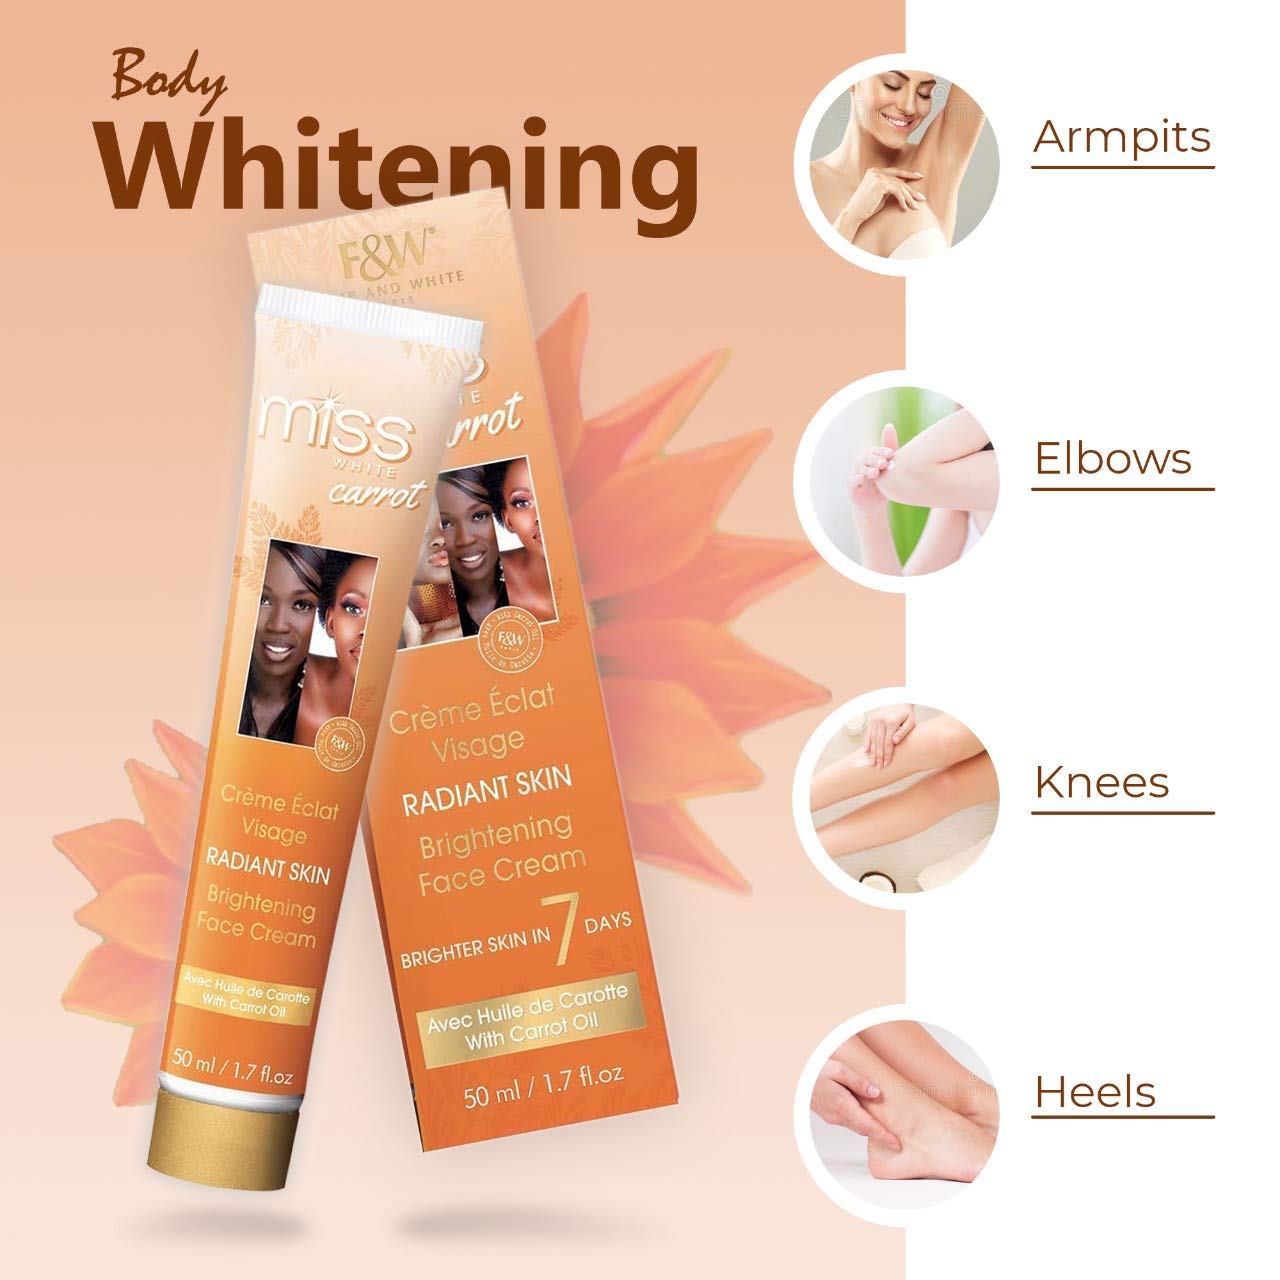 Body
Whitening
F&W®
AND WHITE
miss
WHITE
carrot
Crème Éclat
Visage
RADIANT SKIN
Brightening
Face Cream
Avec Huile de Carotte
With Carrot Oil
50 ml / 1.7 fl.oz
F&W
Crème Éclat
Visage
RADIANT SKIN
Brightening
Face Cream
BRIGHTER SKIN IN 7 DAYS
Avec Huile de Carotte
With Carrot Oil
50 ml / 1.7 fl.oz
F&W
Armpits
Elbows
Knees
Heels